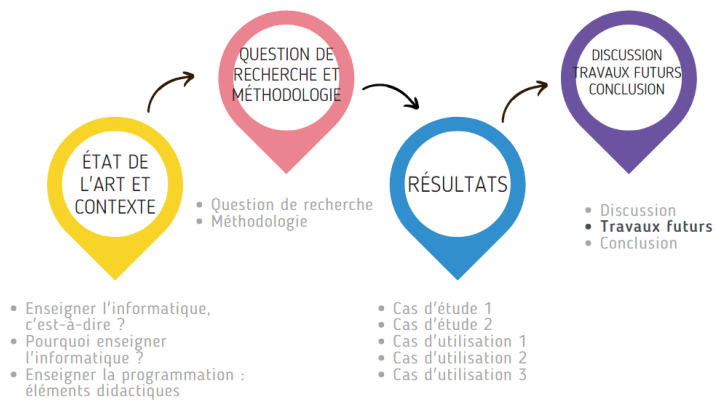 ÉTAT DE
L'ART ET
CONTEXTE
• Enseigner l'informatique,
c'est-à-dire ?
• Pourquoi enseigner
l'informatique ?
• Enseigner la programmation :
éléments didactiques
QUESTION DE
RECHERCHE ET
MÉTHODOLOGIE
• Question de recherche
• Méthodologie
RÉSULTATS
• Cas d'étude 1
• Cas d'étude 2
• Cas d'utilisation 1
• Cas d'utilisation 2
• Cas d'utilisation 3
DISCUSSION
TRAVAUX FUTURS
CONCLUSION
• Discussion
• Travaux futurs
• Conclusion